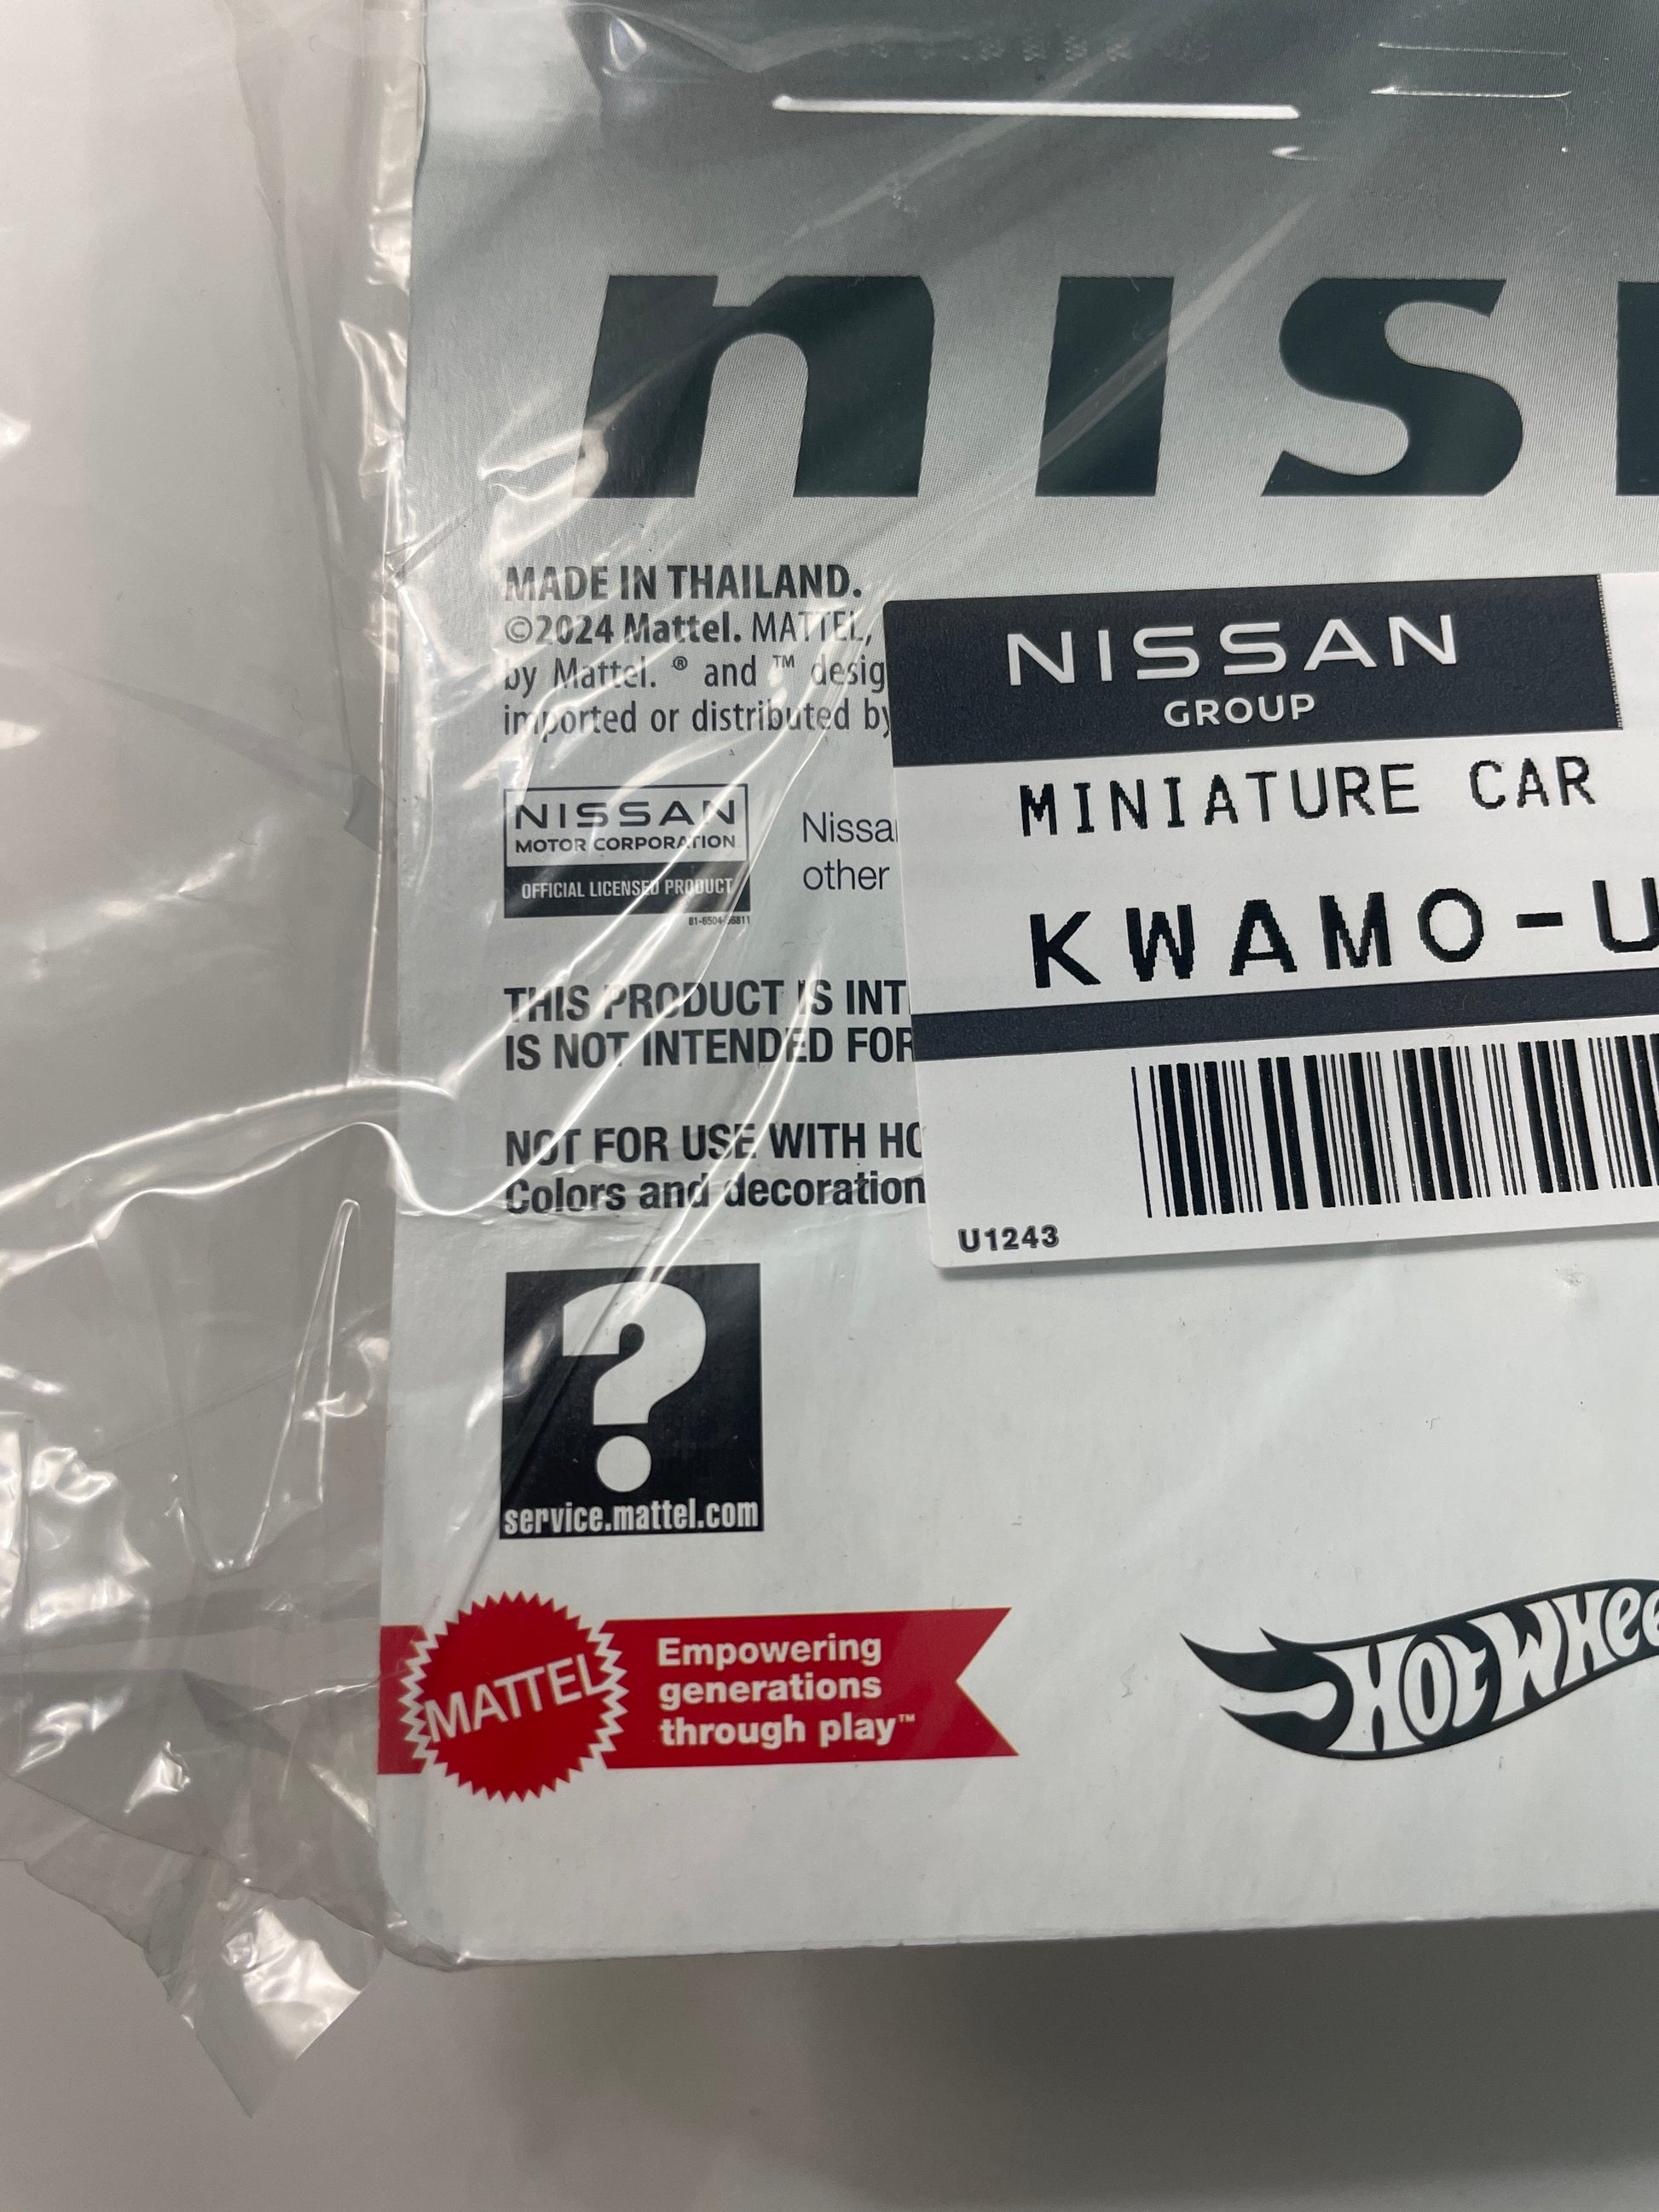 nis
MADE IN THAILAND.
©2024 Mattel. MATTEL,
by Mattel. ® and ™ desig
imported or distributed by
NISSAN
MOTOR CORPORATION
OFFICIAL LICENSED PRODUCT
Nissa
other
THIS PRODUCT IS INT
IS NOT INTENDED FOR
NOT FOR USE WITH HO
Colors and decoration
NISSAN
GROUP
MINIATURE CAR
KWAMO-U
U1243
?
service.mattel.com
MATTEL
Empowering
generations
through play™
HOT WHEE